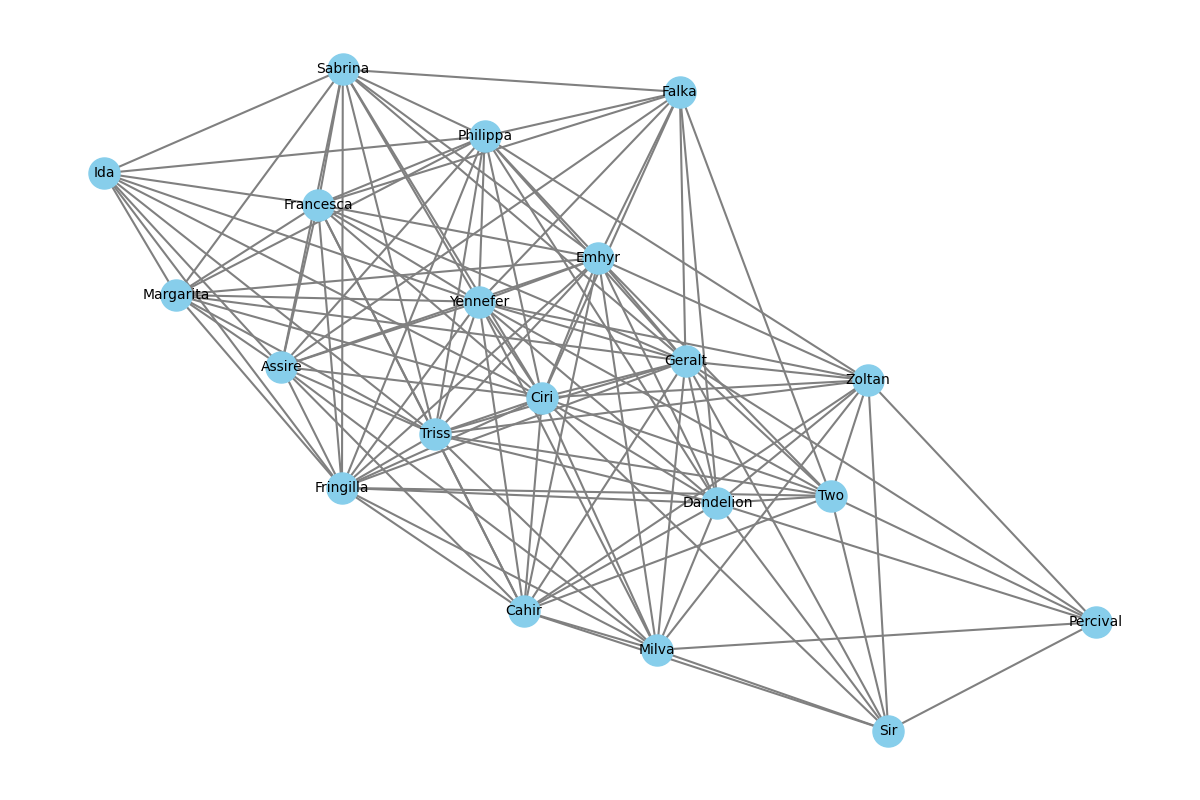 Sabrina
Falka
Philippa
Ida
Francesca
Emhyr
Margarita
Yennefer
Geralt
Assire
Zoltan
Ciri
Triss
Fringilla
Two
Dandelion
Cahir
Percival
Milva
Sir